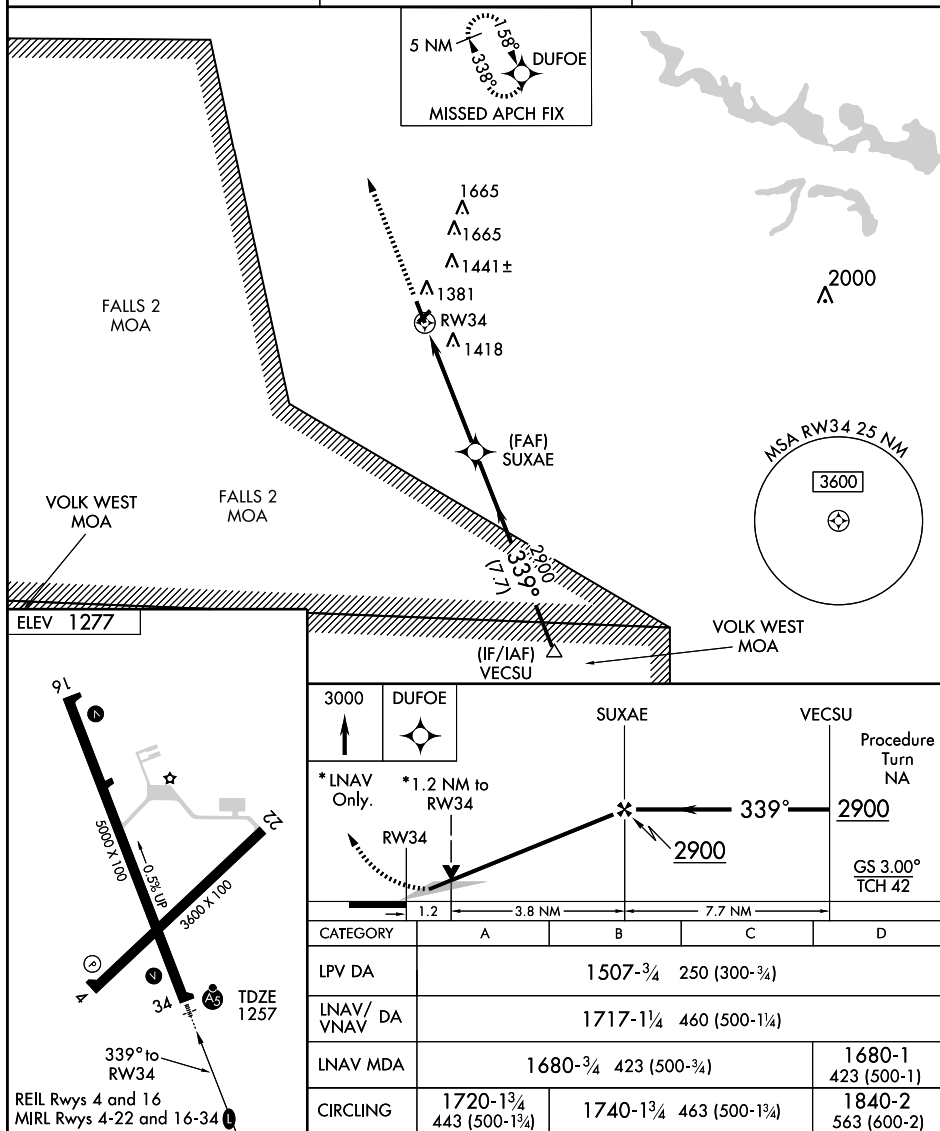 5 NM
158°
338°
DUFOE
MISSED APCH FIX
1665
1665
1441±
1381
RW34
1418
2000
FALLS 2
MOA
(FAF)
SUXAE
MSA RW34 25 NM
3600
VOLK WEST
MOA
FALLS 2
MOA
2900
339°
(7.7)
(IF/IAF)
VECSU
VOLK WEST
MOA
ELEV 1277
16
V
22
5000 X 100
0.5% UP
3600 X 100
P
4
V
34
A5
TDZE
1257
339° to
RW34
REIL Rwys 4 and 16
MIRL Rwys 4-22 and 16-34 L
3000
DUFOE
SUXAE
VECSU
Procedure
Turn
NA
*LNAV
Only.
*1.2 NM to
RW34
RW34
339°
2900
2900
GS 3.00°
TCH 42
1.2
3.8 NM
7.7 NM
CATEGORY A B C D
LPV DA 1507-¾ 250 (300-¾)
LNAV/
VNAV DA 1717-1¼ 460 (500-1¼)
LNAV MDA 1680-¾ 423 (500-¾) 1680-1
423 (500-1)
CIRCLING 1720-1¾
443 (500-1¾)
1740-1¾ 463 (500-1¾)
1840-2
563 (600-2)